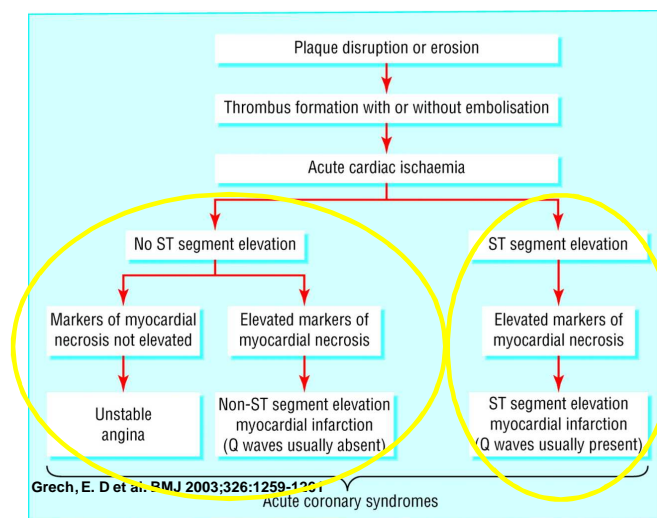 Plaque disruption or erosion
Thrombus formation with or without embolisation
Acute cardiac ischaemia
No ST segment elevation
ST segment elevation
Markers of myocardial
necrosis not elevated
Elevated markers of
myocardial necrosis
Elevated markers of
myocardial necrosis
Unstable
angina
Non-ST segment elevation
myocardial infarction
(Q waves usually absent)
ST segment elevation
myocardial infarction
(Q waves usually present)
Grech, E. D et al. BMJ 2003;326:1259-1261
Acute coronary syndromes